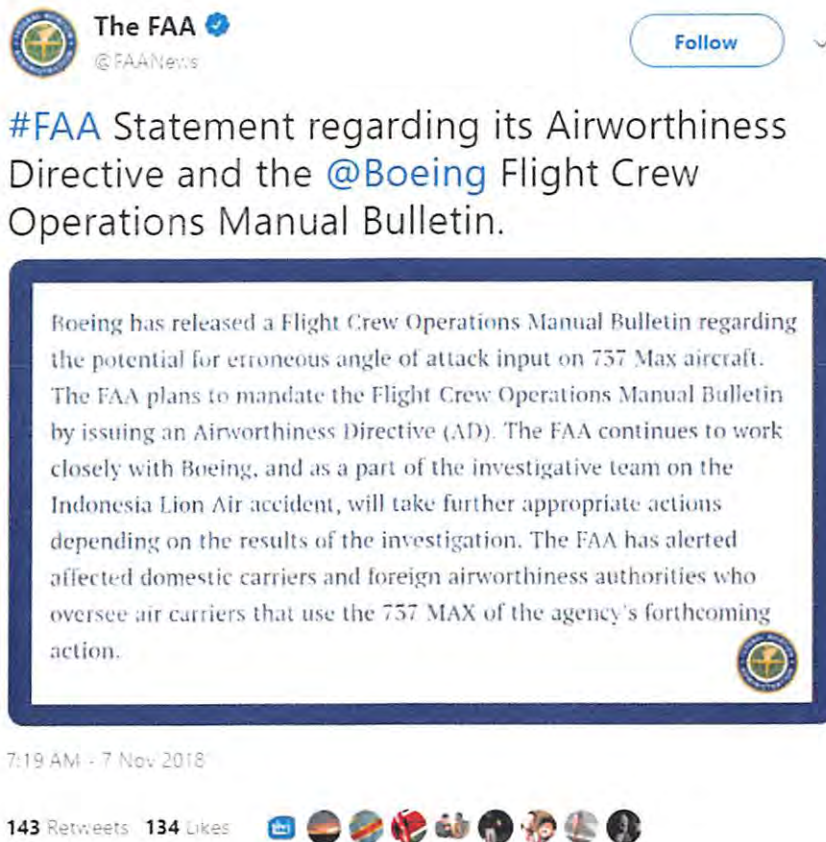 The FAA
@FAANews
Follow
#FAA Statement regarding its Airworthiness
Directive and the @Boeing Flight Crew
Operations Manual Bulletin.
Boeing has released a Flight Crew Operations Manual Bulletin regarding
the potential for erroneous angle of attack input on 737 Max aircraft.
The FAA plans to mandate the Flight Crew Operations Manual Bulletin
by issuing an Airworthiness Directive (AD). The FAA continues to work
closely with Boeing, and as a part of the investigative team on the
Indonesia Lion Air accident, will take further appropriate actions
depending on the results of the investigation. The FAA has alerted
affected domestic carriers and foreign airworthiness authorities who
oversee air carriers that use the 737 MAX of the agency's forthcoming
action.
7:19 AM - 7 Nov 2018
143 Retweets 134 Likes